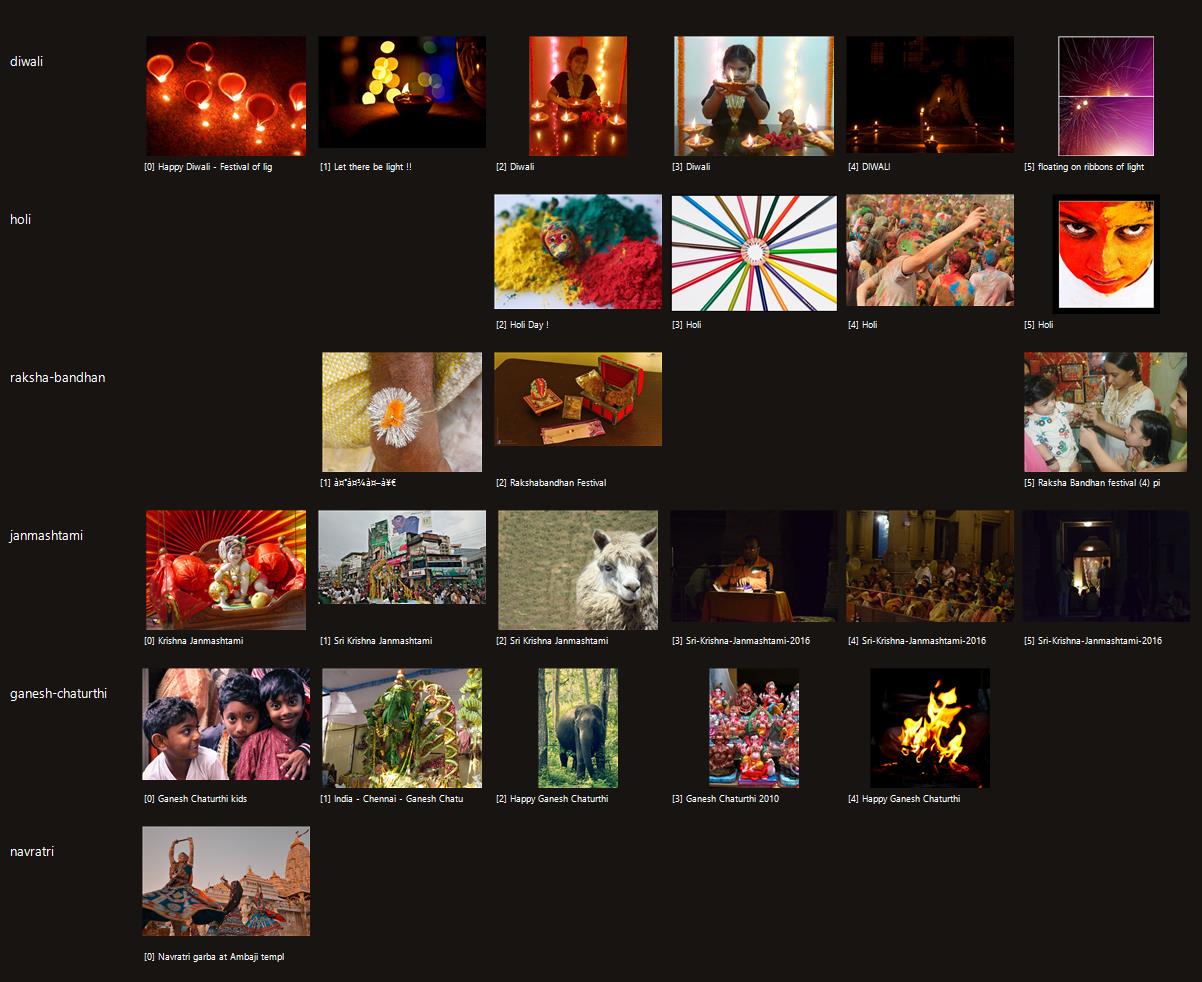 diwali
[0] Happy Diwali - Festival of lig
[1] Let there be light !!
[2] Diwali
[3] Diwali
[4] DIWALI
[5] floating on ribbons of light
holi
[2] Holi Day !
[3] Holi
[4] Holi
[5] Holi
raksha-bandhan
[1] à¤°à¤¾à¤–à¥€
[2] Rakshabandhan Festival
[5] Raksha Bandhan festival (4) pi
janmashtami
[0] Krishna Janmashtami
[1] Sri Krishna Janmashtami
[2] Sri Krishna Janmashtami
[3] Sri-Krishna-Janmashtami-2016
[4] Sri-Krishna-Janmashtami-2016
[5] Sri-Krishna-Janmashtami-2016
ganesh-chaturthi
[0] Ganesh Chaturthi kids
[1] India - Chennai - Ganesh Chatu
[2] Happy Ganesh Chaturthi
[3] Ganesh Chaturthi 2010
[4] Happy Ganesh Chaturthi
navratri
[0] Navratri garba at Ambaji templ